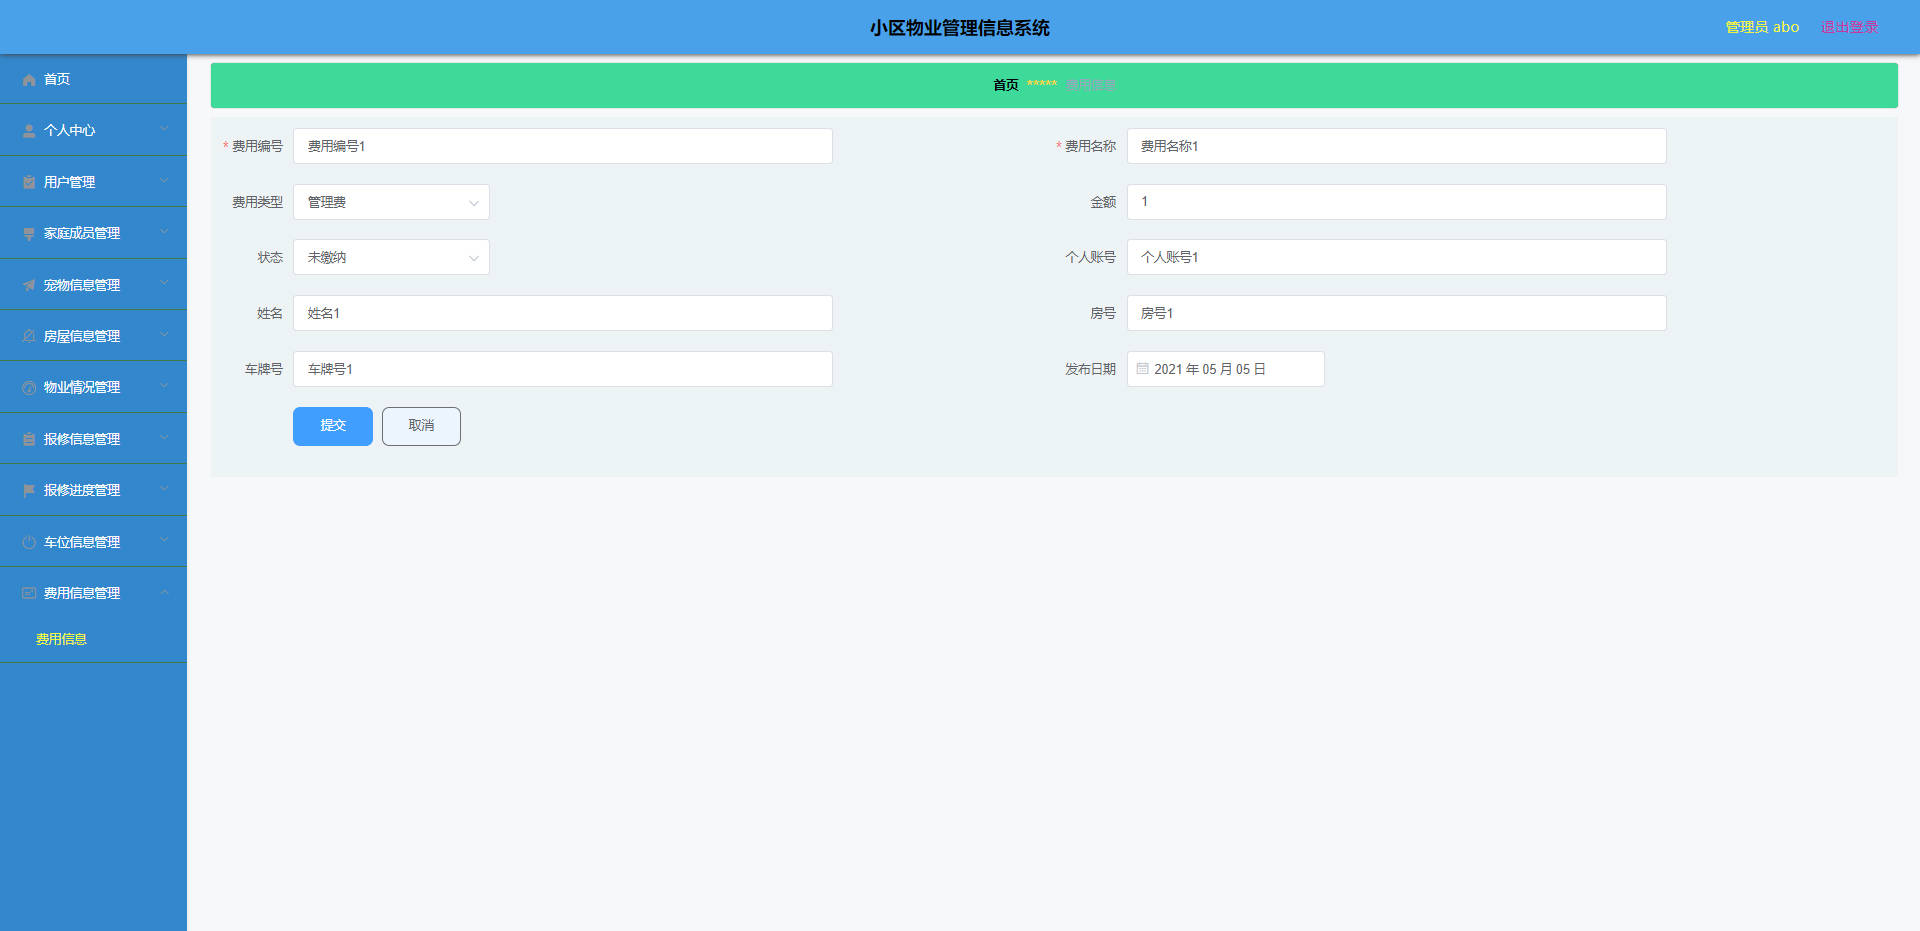 小区物业管理信息系统
管理员 abo 退出登录
首页
个人中心
用户管理
家庭成员管理
宠物信息管理
房屋信息管理
物业情况管理
报修信息管理
报修进度管理
车位信息管理
费用信息管理
费用信息
首页 ***** 费用信息
* 费用编号 费用编号1
* 费用名称 费用名称1
费用类型 管理费
金额 1
状态 未缴纳
个人账号 个人账号1
姓名 姓名1
房号 房号1
车牌号 车牌号1
发布日期 2021 年 05 月 05 日
提交 取消